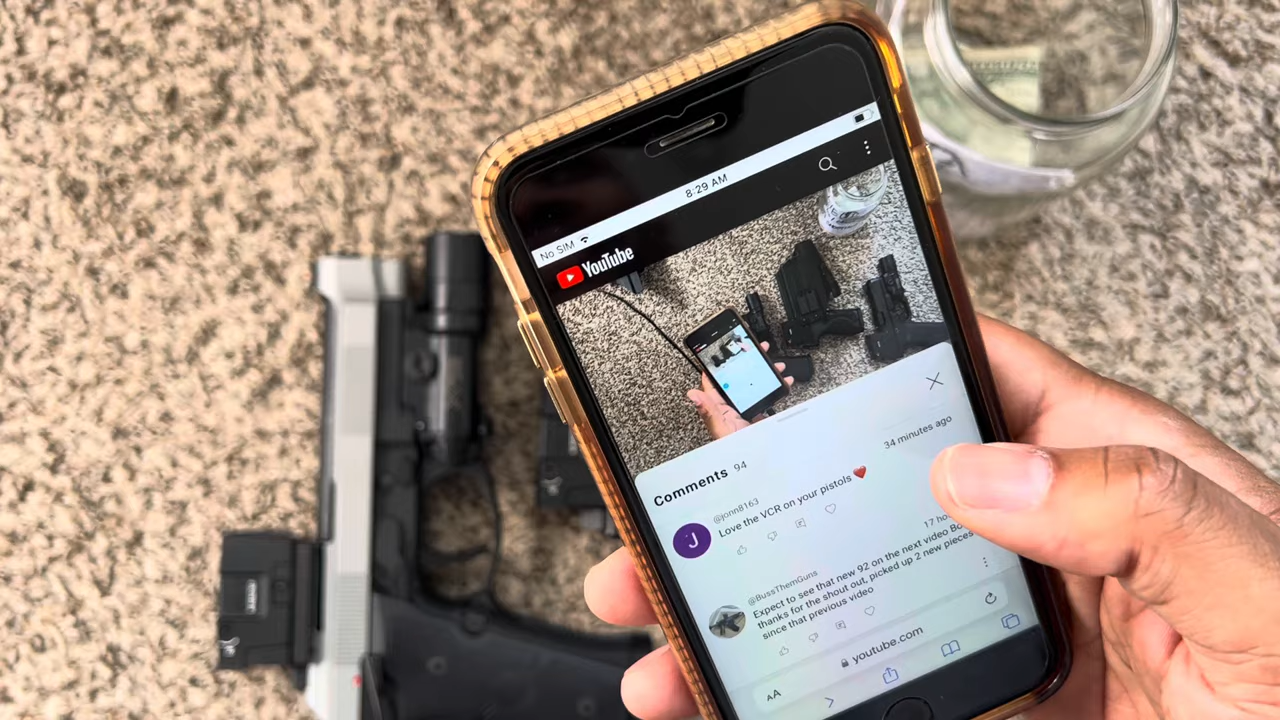 8:29 AM
No SIM
YouTube
Comments 94
34 minutes ago
@jonn8163
J
Love the VCR on your pistols ❤️
17 ho
@BussThemGuns
Expect to see that new 92 on the next video Bo
thanks for the shout out, picked up 2 new pieces
since that previous video
AA
youtube.com